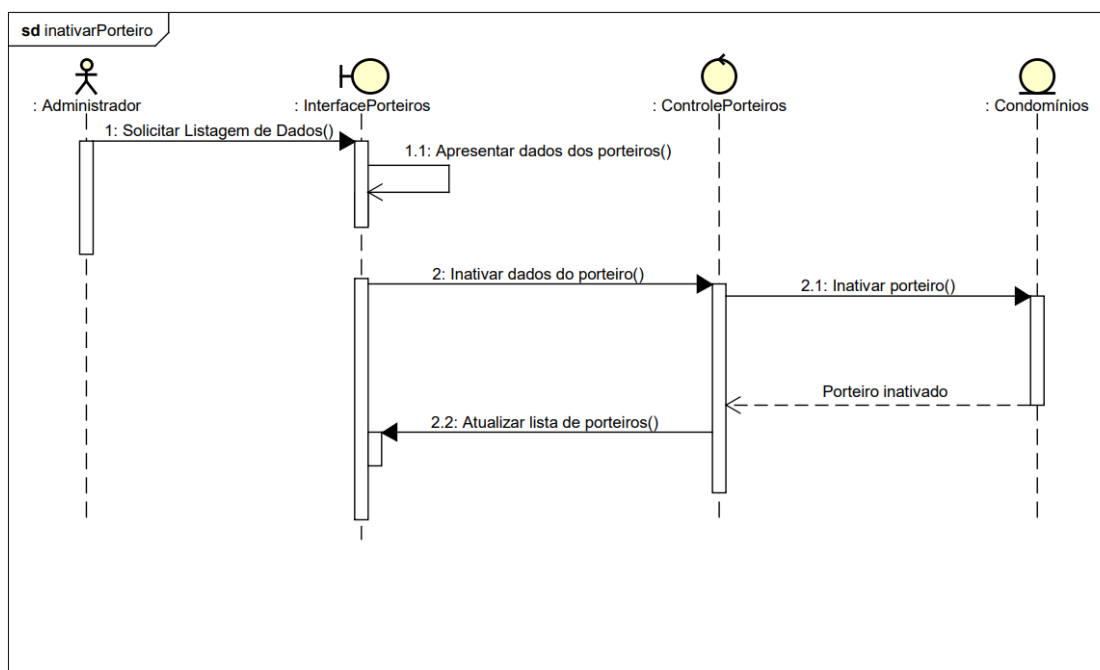 sd inativarPorteiro
: Administrador
: InterfacePorteiros
: ControlePorteiros
: Condomínios
1: Solicitar Listagem de Dados()
1.1: Apresentar dados dos porteiros()
2: Inativar dados do porteiro()
2.1: Inativar porteiro()
Porteiro inativado
2.2: Atualizar lista de porteiros()